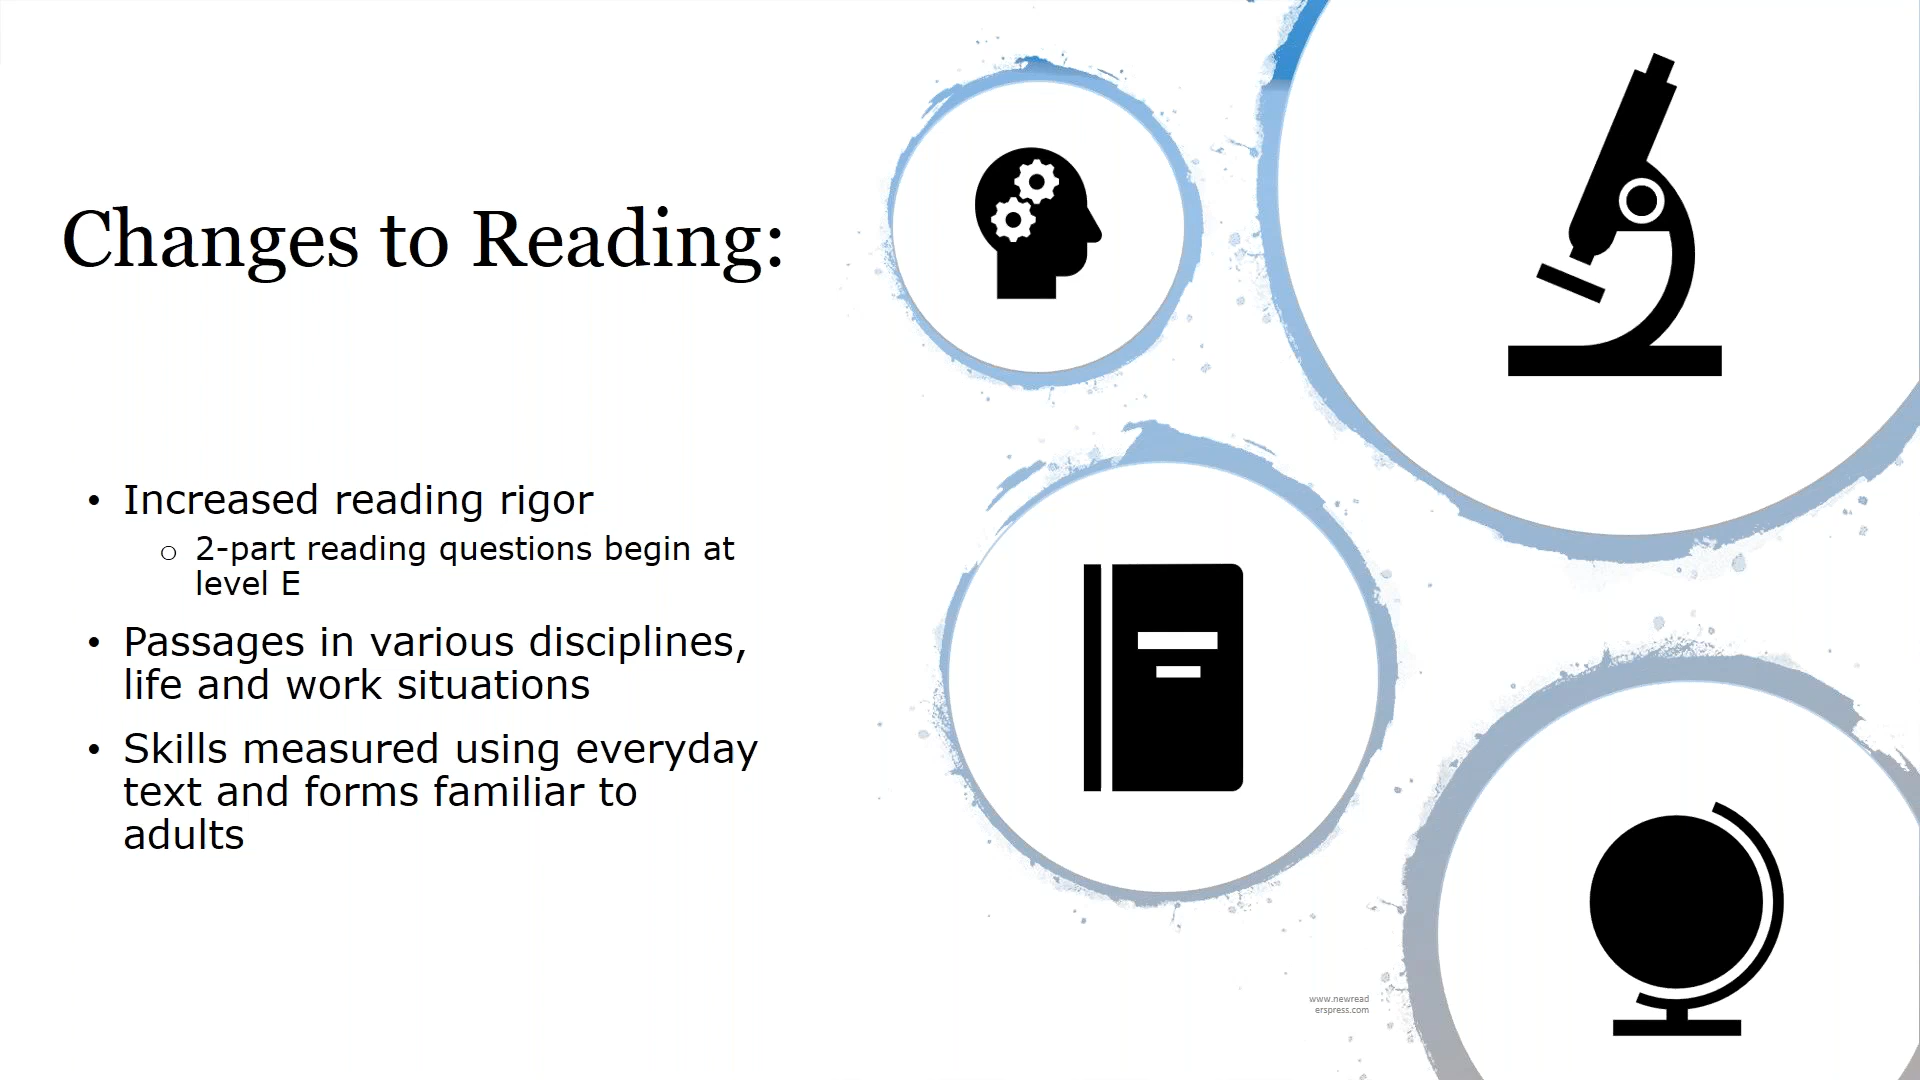 Changes to Reading:
• Increased reading rigor
o 2-part reading questions begin at
level E
• Passages in various disciplines,
life and work situations
• Skills measured using everyday
text and forms familiar to
adults
www.newread
erspress.com